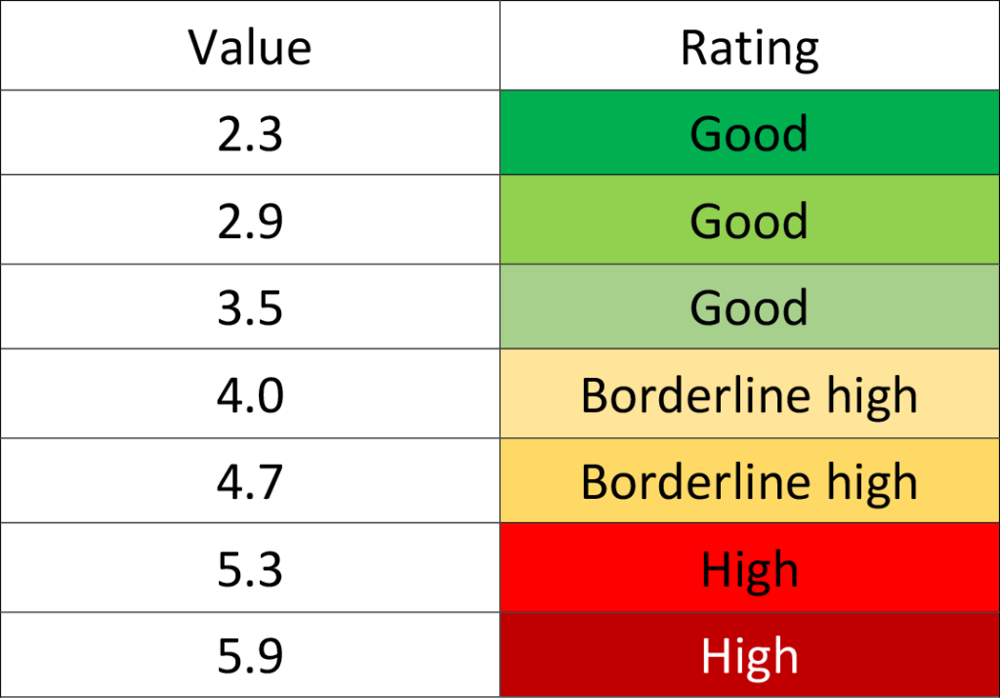 Value Rating
2.3 Good
2.9 Good
3.5 Good
4.0 Borderline high
4.7 Borderline high
5.3 High
5.9 High